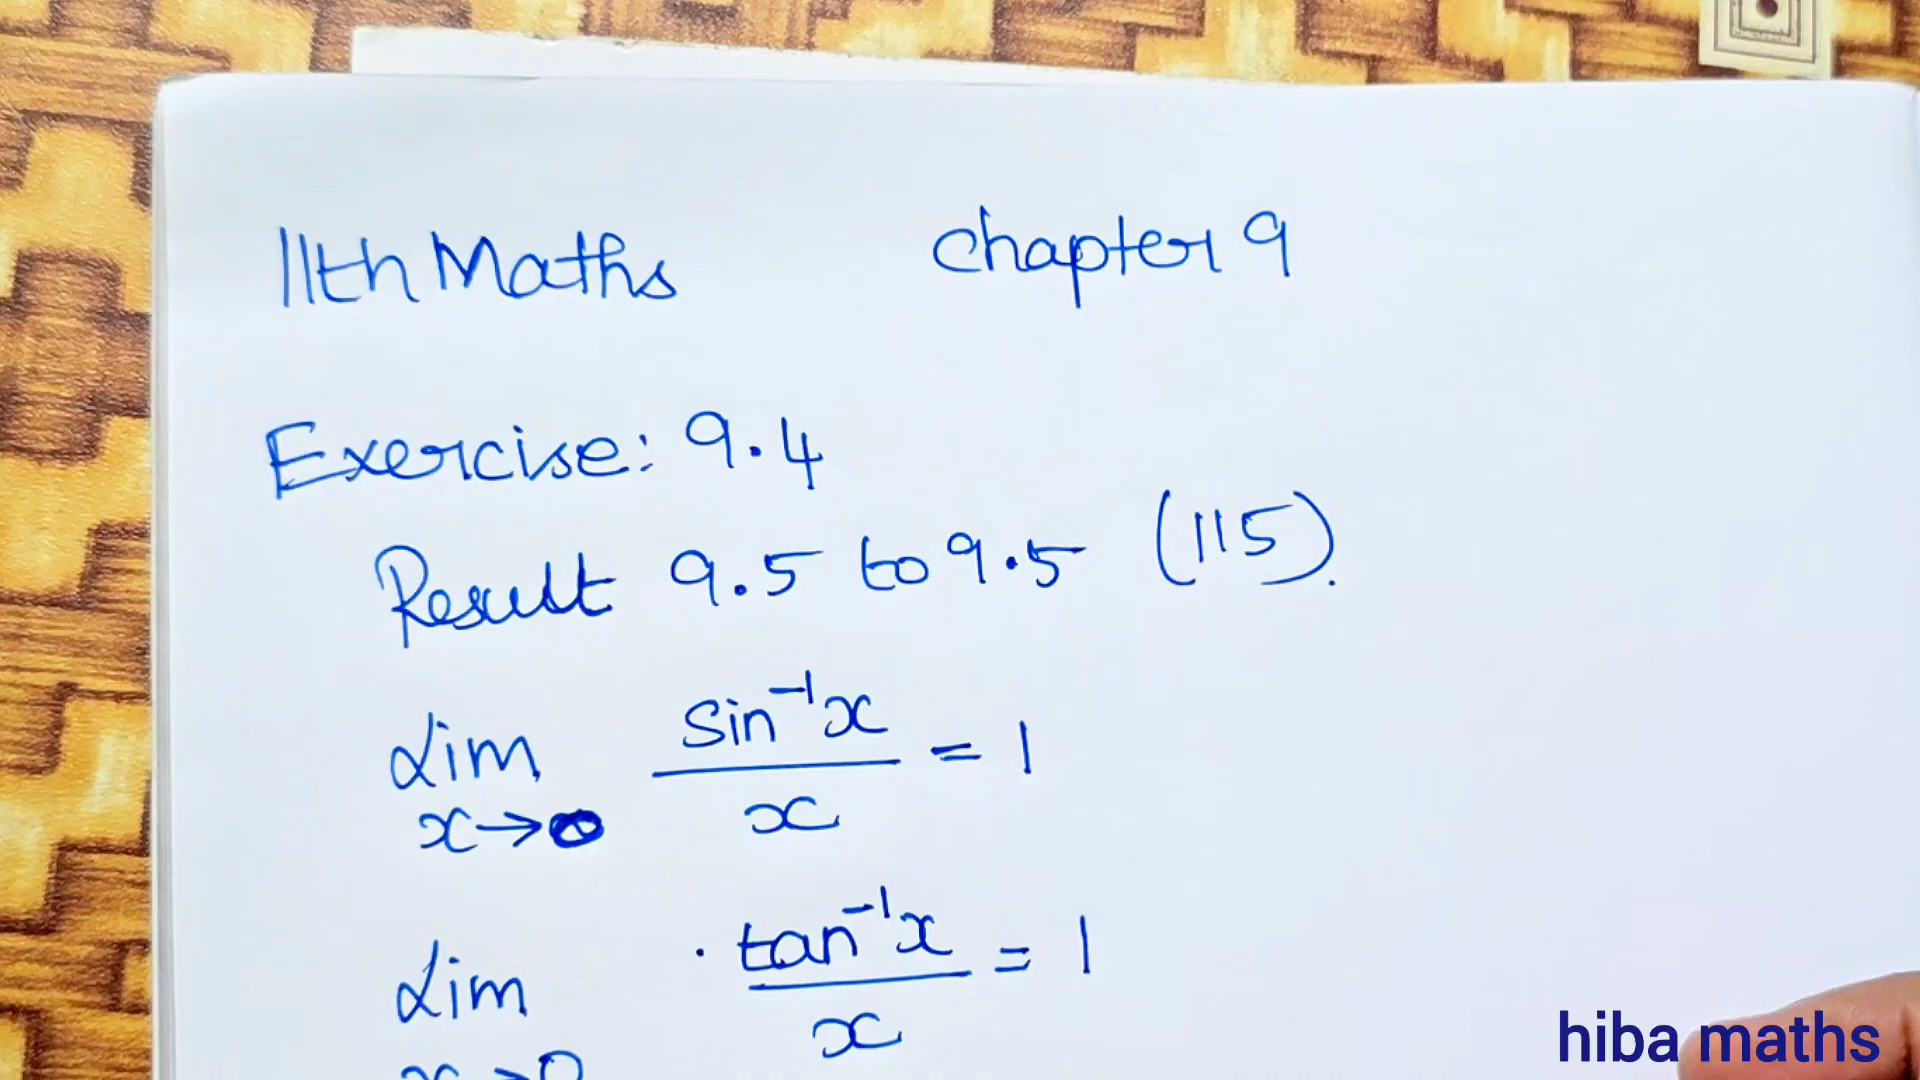 11th Maths chapter 9
Exercise: 9.4
Result 9.5 to 9.5 (115).
Lim sin⁻¹x = 1
x→0 x
Lim tan⁻¹x = 1
x→0 x
hiba maths